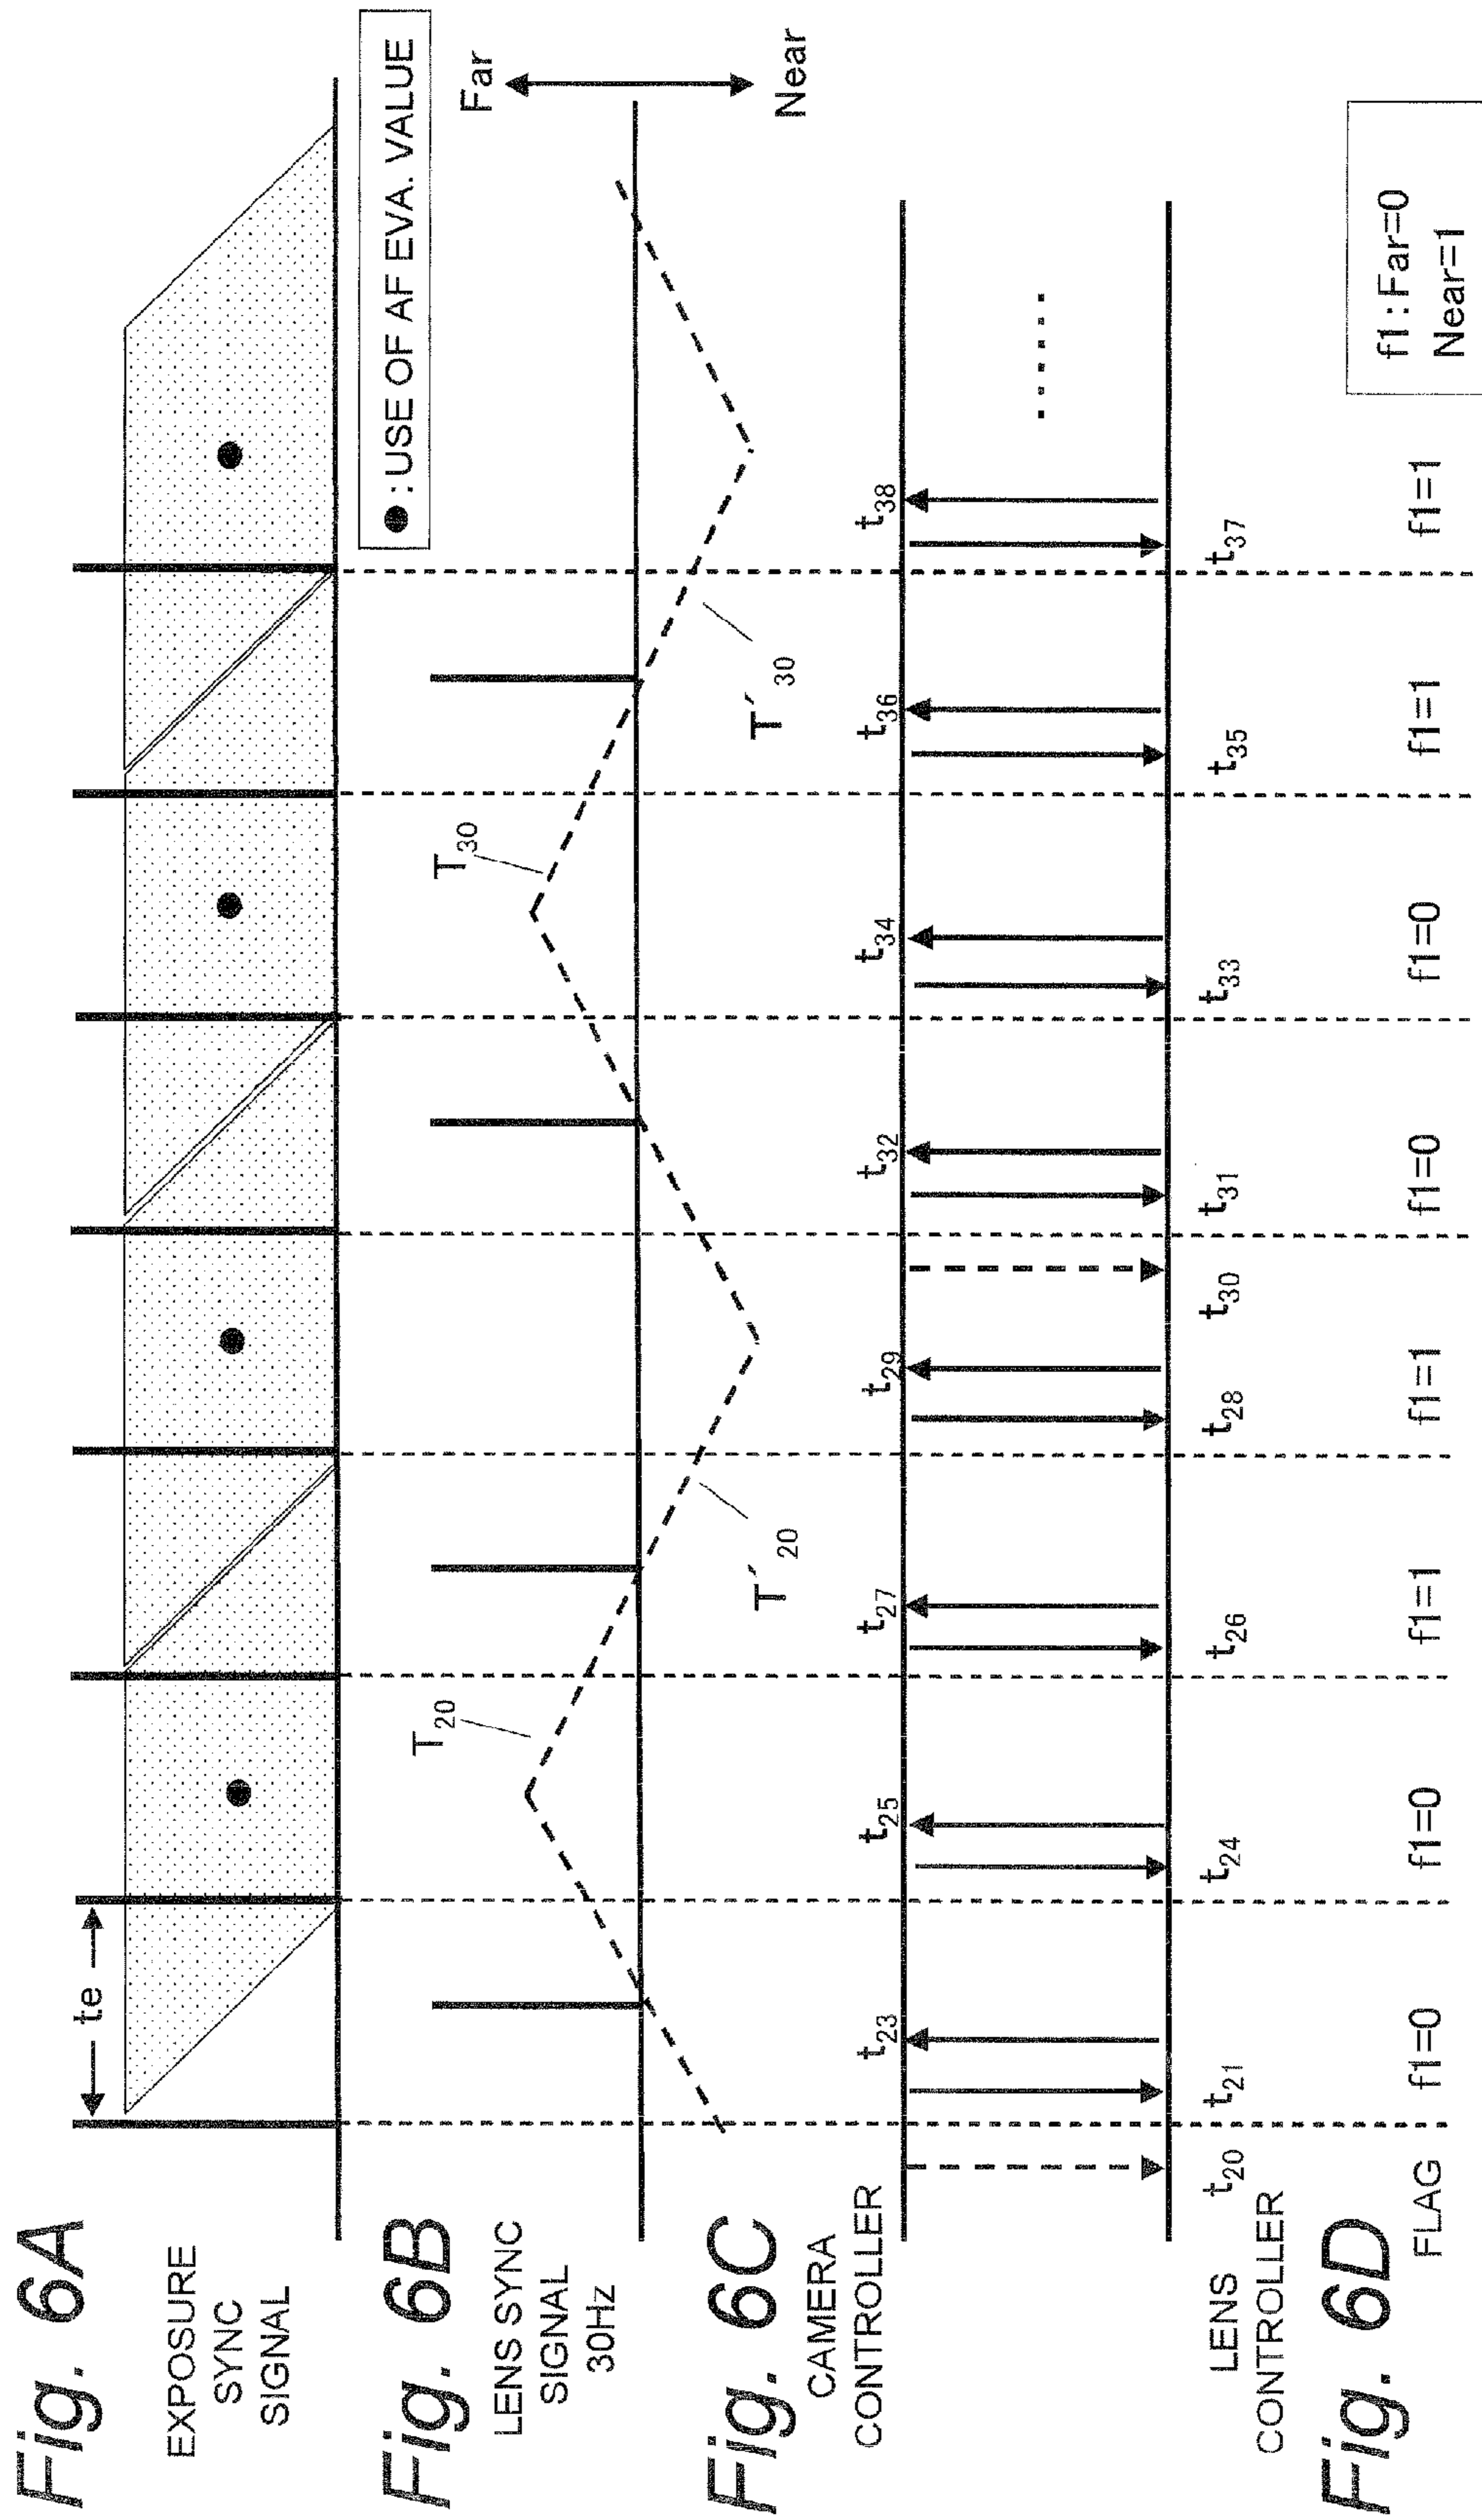 Fig. 6A
EXPOSURE
SYNC
SIGNAL
te
●: USE OF AF EVA. VALUE
Fig. 6B
LENS SYNC
SIGNAL
30Hz
T20
T´20
T30
T´30
Far
Near
Fig. 6C
CAMERA
CONTROLLER
t23
t25
t27
t29
t32
t34
t36
t38
LENS
CONTROLLER
t20
t21
t24
t26
t28
t30
t31
t33
t35
t37
Fig. 6D
FLAG
f1=0
f1=0
f1=1
f1=1
f1=0
f1=0
f1=1
f1=1
f1:Far=0
Near=1